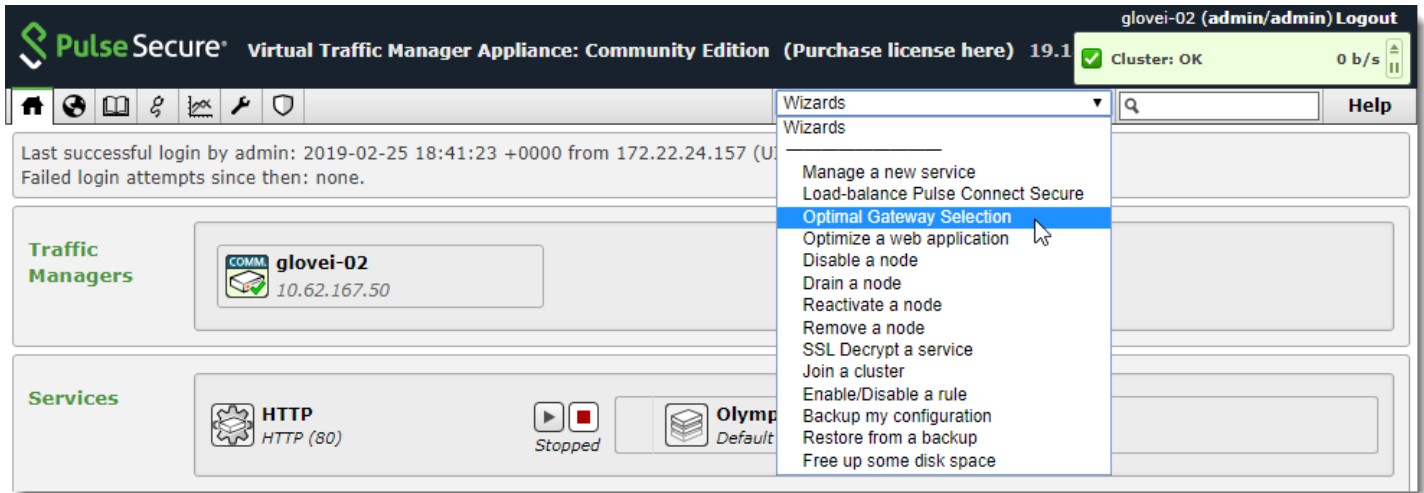 glovei-02 (admin/admin) Logout
Pulse Secure® Virtual Traffic Manager Appliance: Community Edition (Purchase license here) 19.1
Cluster: OK 0 b/s
Wizards
Help
Wizards
Manage a new service
Load-balance Pulse Connect Secure
Optimal Gateway Selection
Optimize a web application
Disable a node
Drain a node
Reactivate a node
Remove a node
SSL Decrypt a service
Join a cluster
Enable/Disable a rule
Backup my configuration
Restore from a backup
Free up some disk space
Last successful login by admin: 2019-02-25 18:41:23 +0000 from 172.22.24.157
Failed login attempts since then: none.
Traffic
Managers
COMM.
glovei-02
10.62.167.50
Services
HTTP
HTTP (80)
Stopped
Olymp
Default